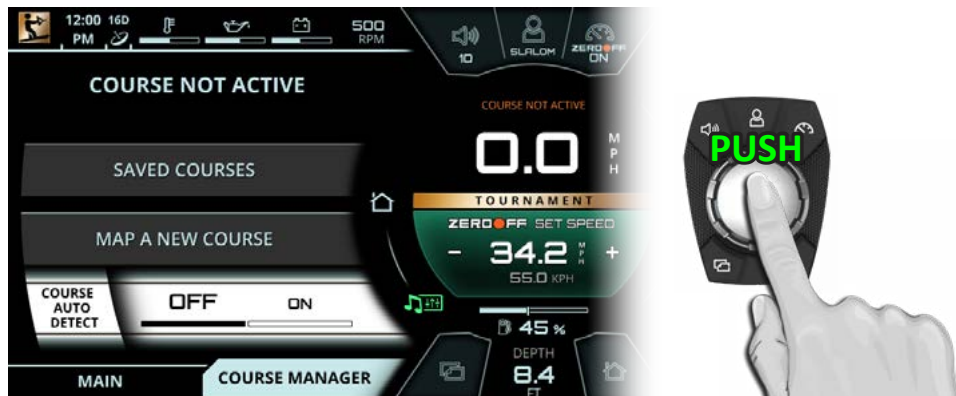 12:00 16D
PM
500
RPM
10
SLALOM
ZERO OFF
ON
COURSE NOT ACTIVE
COURSE NOT ACTIVE
0.0
MPH
SAVED COURSES
TOURNAMENT
ZERO OFF SET SPEED
MAP A NEW COURSE
- 34.2 MPH +
55.0 KPH
COURSE
AUTO
DETECT
OFF ON
45 %
DEPTH
8.4
FT
MAIN
COURSE MANAGER
PUSH